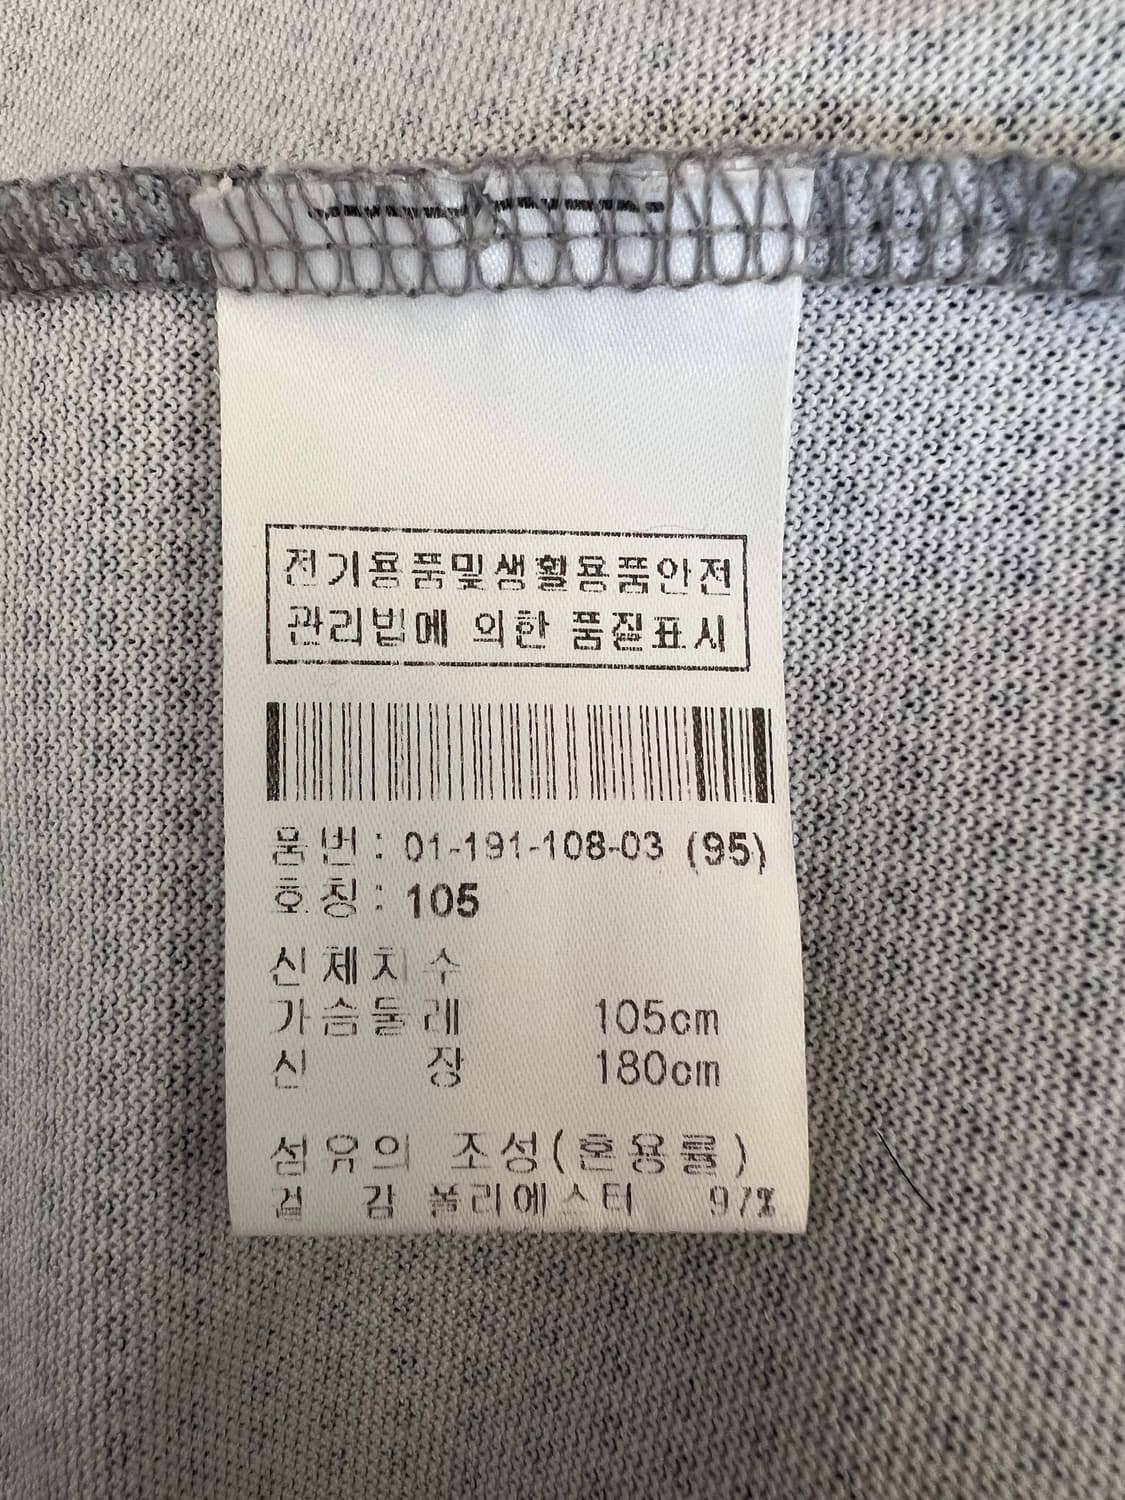 전기용품및생활용품안전
관리법에 의한 품질표시
품 번 : 01-191-108-03 (95)
호 칭 : 105
신체치수
가슴둘레 105cm
신 장 180cm
섬유의 조성(혼용률)
겉 감 폴리에스터 97%